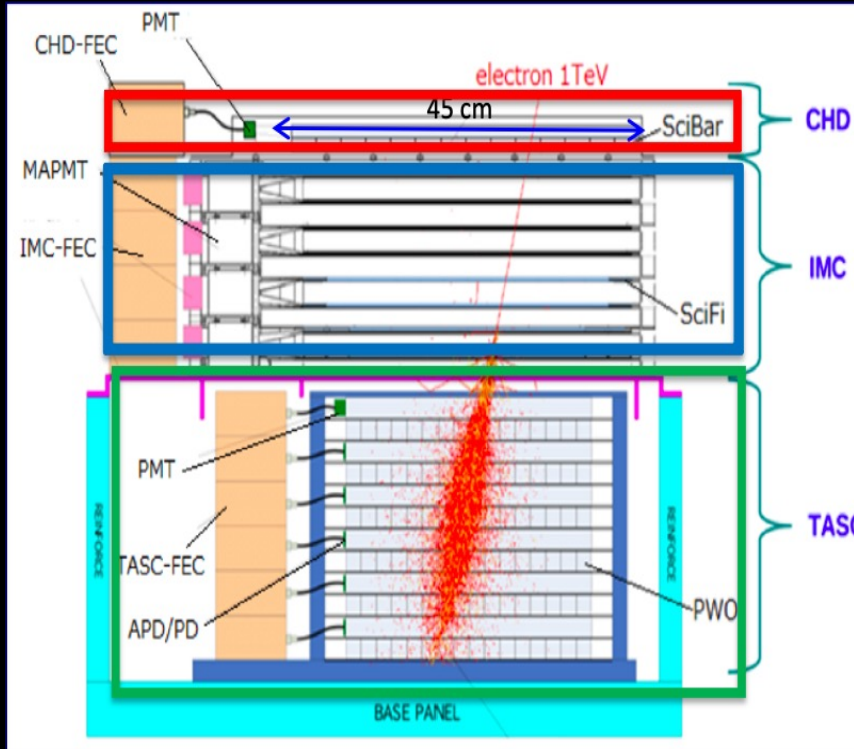 PMT
CHD-FEC
electron 1TeV
45 cm
SciBar
CHD
MAPMT
IMC-FEC
IMC
SciFi
PMT
REINFORCE
TASC-FEC
APD/PD
PWO
REINFORCE
TASC
BASE PANEL